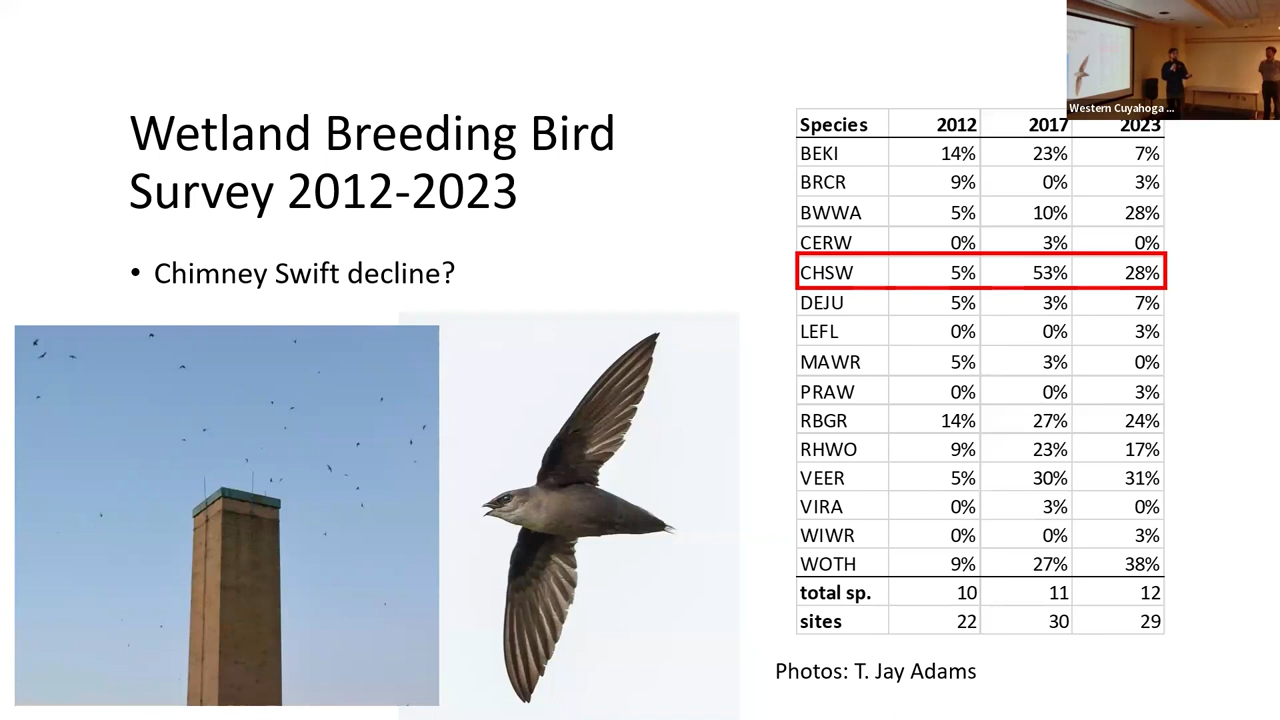 Western Cuyahoga ...
Wetland Breeding Bird
Survey 2012-2023
• Chimney Swift decline?
Species 2012 2017 2023
BEKI 14% 23% 7%
BRCR 9% 0% 3%
BWWA 5% 10% 28%
CERW 0% 3% 0%
CHSW 5% 53% 28%
DEJU 5% 3% 7%
LEFL 0% 0% 3%
MAWR 5% 3% 0%
PRAW 0% 0% 3%
RBGR 14% 27% 24%
RHWO 9% 23% 17%
VEER 5% 30% 31%
VIRA 0% 3% 0%
WIWR 0% 0% 3%
WOTH 9% 27% 38%
total sp. 10 11 12
sites 22 30 29
Photos: T. Jay Adams